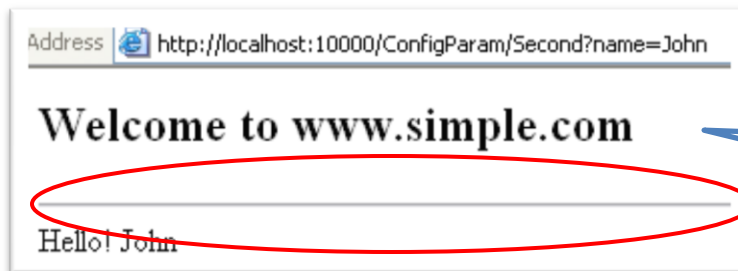 Address http://localhost:10000/ConfigParam/Second?name=John
Welcome to www.simple.com
Hello! John